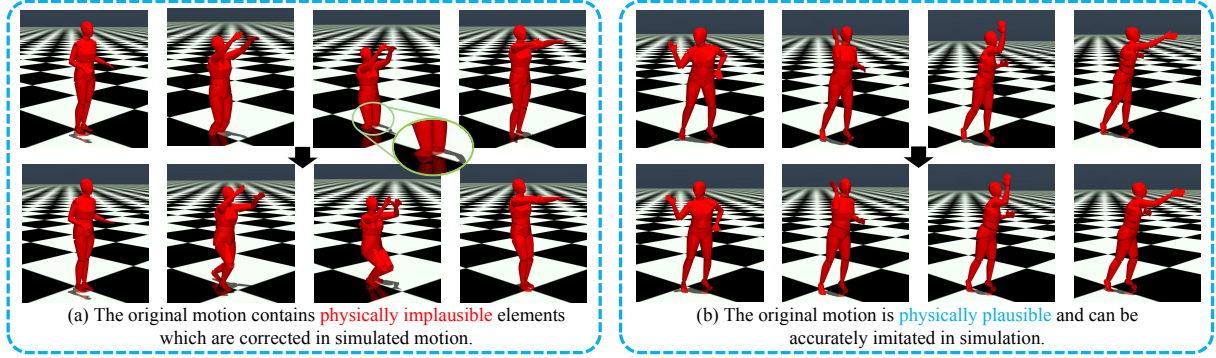 (a) The original motion contains physically implausible elements
which are corrected in simulated motion.
(b) The original motion is physically plausible and can be
accurately imitated in simulation.